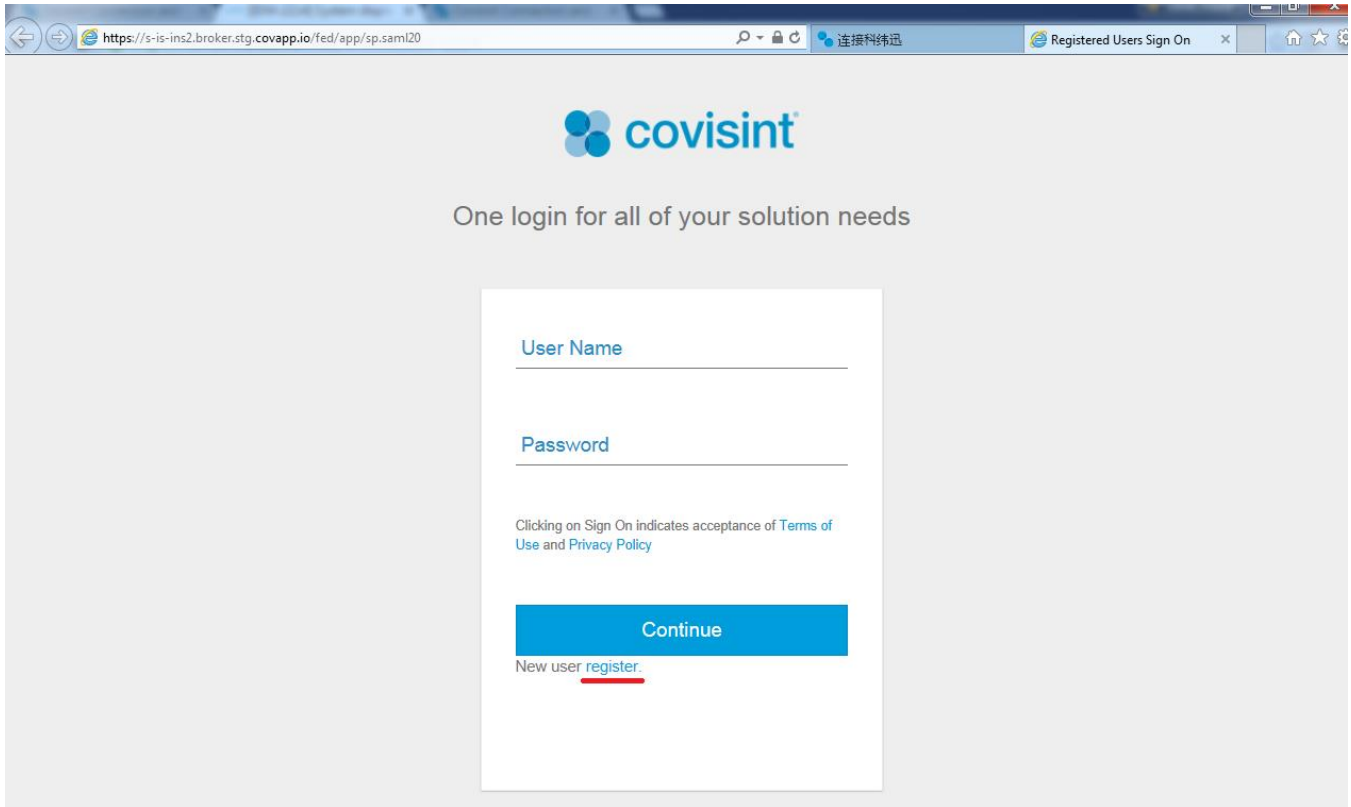 https://s-is-ins2.broker.stg.covapp.io/fed/app/sp.saml20
连接科纬迅
Registered Users Sign On
covisint
One login for all of your solution needs
User Name
Password
Clicking on Sign On indicates acceptance of Terms of
Use and Privacy Policy
Continue
New user register.